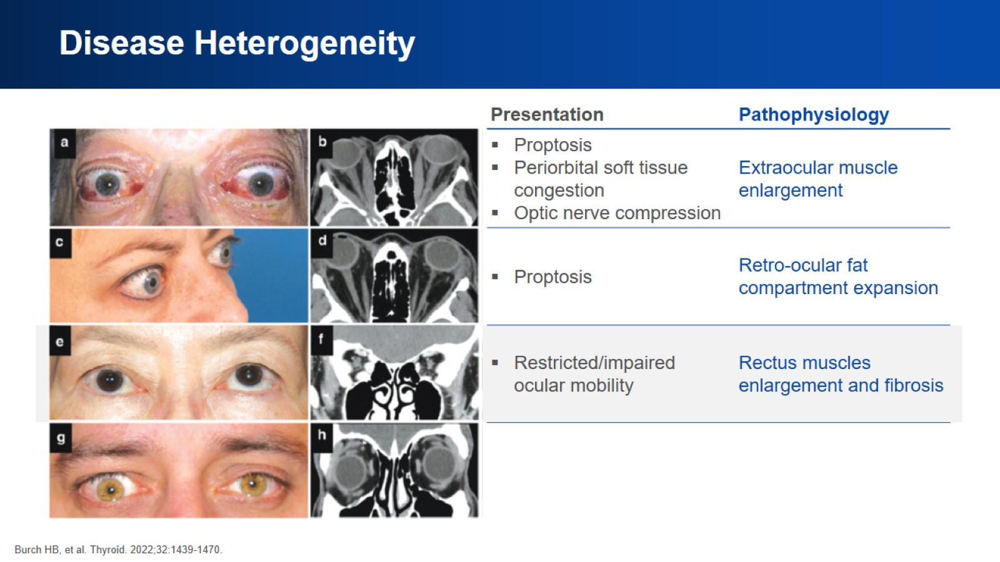 Disease Heterogeneity
Presentation
Pathophysiology
a
b
▪ Proptosis
▪ Periorbital soft tissue
congestion
▪ Optic nerve compression
Extraocular muscle
enlargement
c
d
▪ Proptosis
Retro-ocular fat
compartment expansion
e
f
▪ Restricted/impaired
ocular mobility
Rectus muscles
enlargement and fibrosis
g
h
Burch HB, et al. Thyroid. 2022;32:1439-1470.